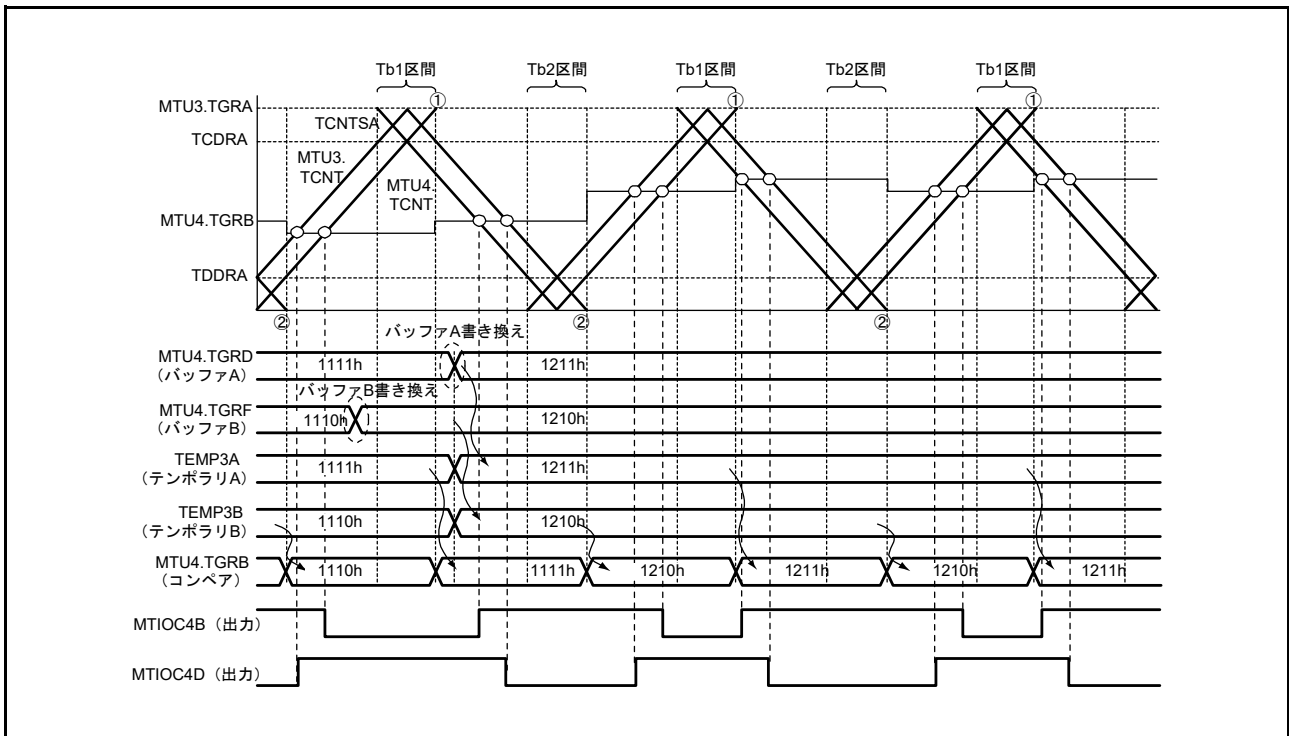 Tb1区間 Tb2区間 Tb1区間 Tb2区間 Tb1区間
MTU3.TGRA ① ① ①
TCNTSA
TCDRA
MTU3.
TCNT
MTU4.
TCNT
MTU4.TGRB
TDDRA
② ② ②
バッファA書き換え
MTU4.TGRD
(バッファA)
1111h 1211h
バッファB書き換え
MTU4.TGRF
(バッファB)
1110h 1210h
TEMP3A
(テンポラリA)
1111h 1211h
TEMP3B
(テンポラリB)
1110h 1210h
MTU4.TGRB
(コンペア)
1110h 1111h 1210h 1211h 1210h 1211h
MTIOC4B(出力)
MTIOC4D(出力)